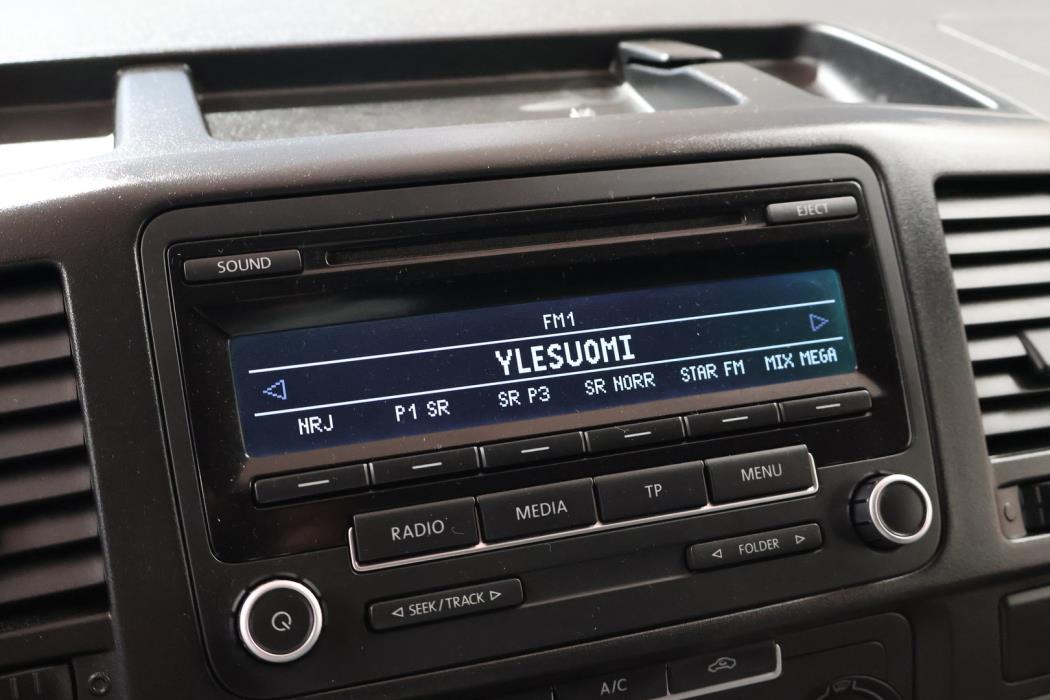 EJECT
SOUND
FM1
YLESUOMI
NRJ P1 SR SR P3 SR NORR STAR FM MIX MEGA
RADIO MEDIA TP MENU
FOLDER
SEEK/TRACK
A/C